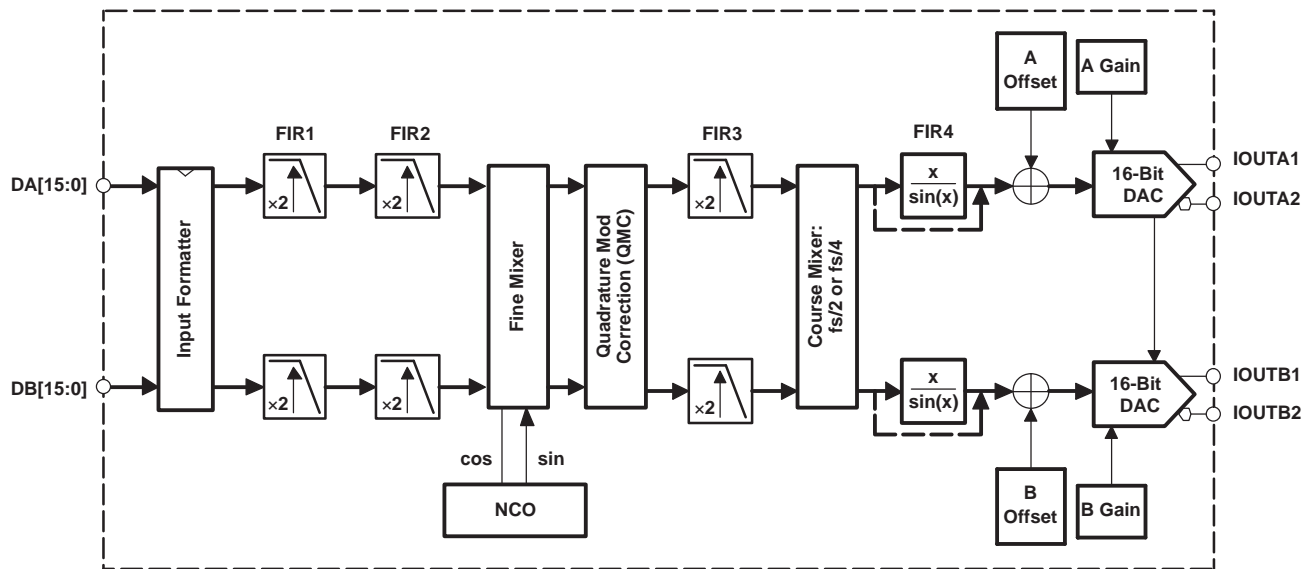 A
Offset
A Gain
FIR1
FIR2
FIR3
FIR4
DA[15:0]
×2
×2
×2
x
sin(x)
16-Bit
DAC
IOUTA1
IOUTA2
Input Formatter
Fine Mixer
Quadrature Mod
Correction (QMC)
Course Mixer:
fs/2 or fs/4
DB[15:0]
×2
×2
×2
x
sin(x)
16-Bit
DAC
IOUTB1
IOUTB2
cos
sin
NCO
B
Offset
B Gain